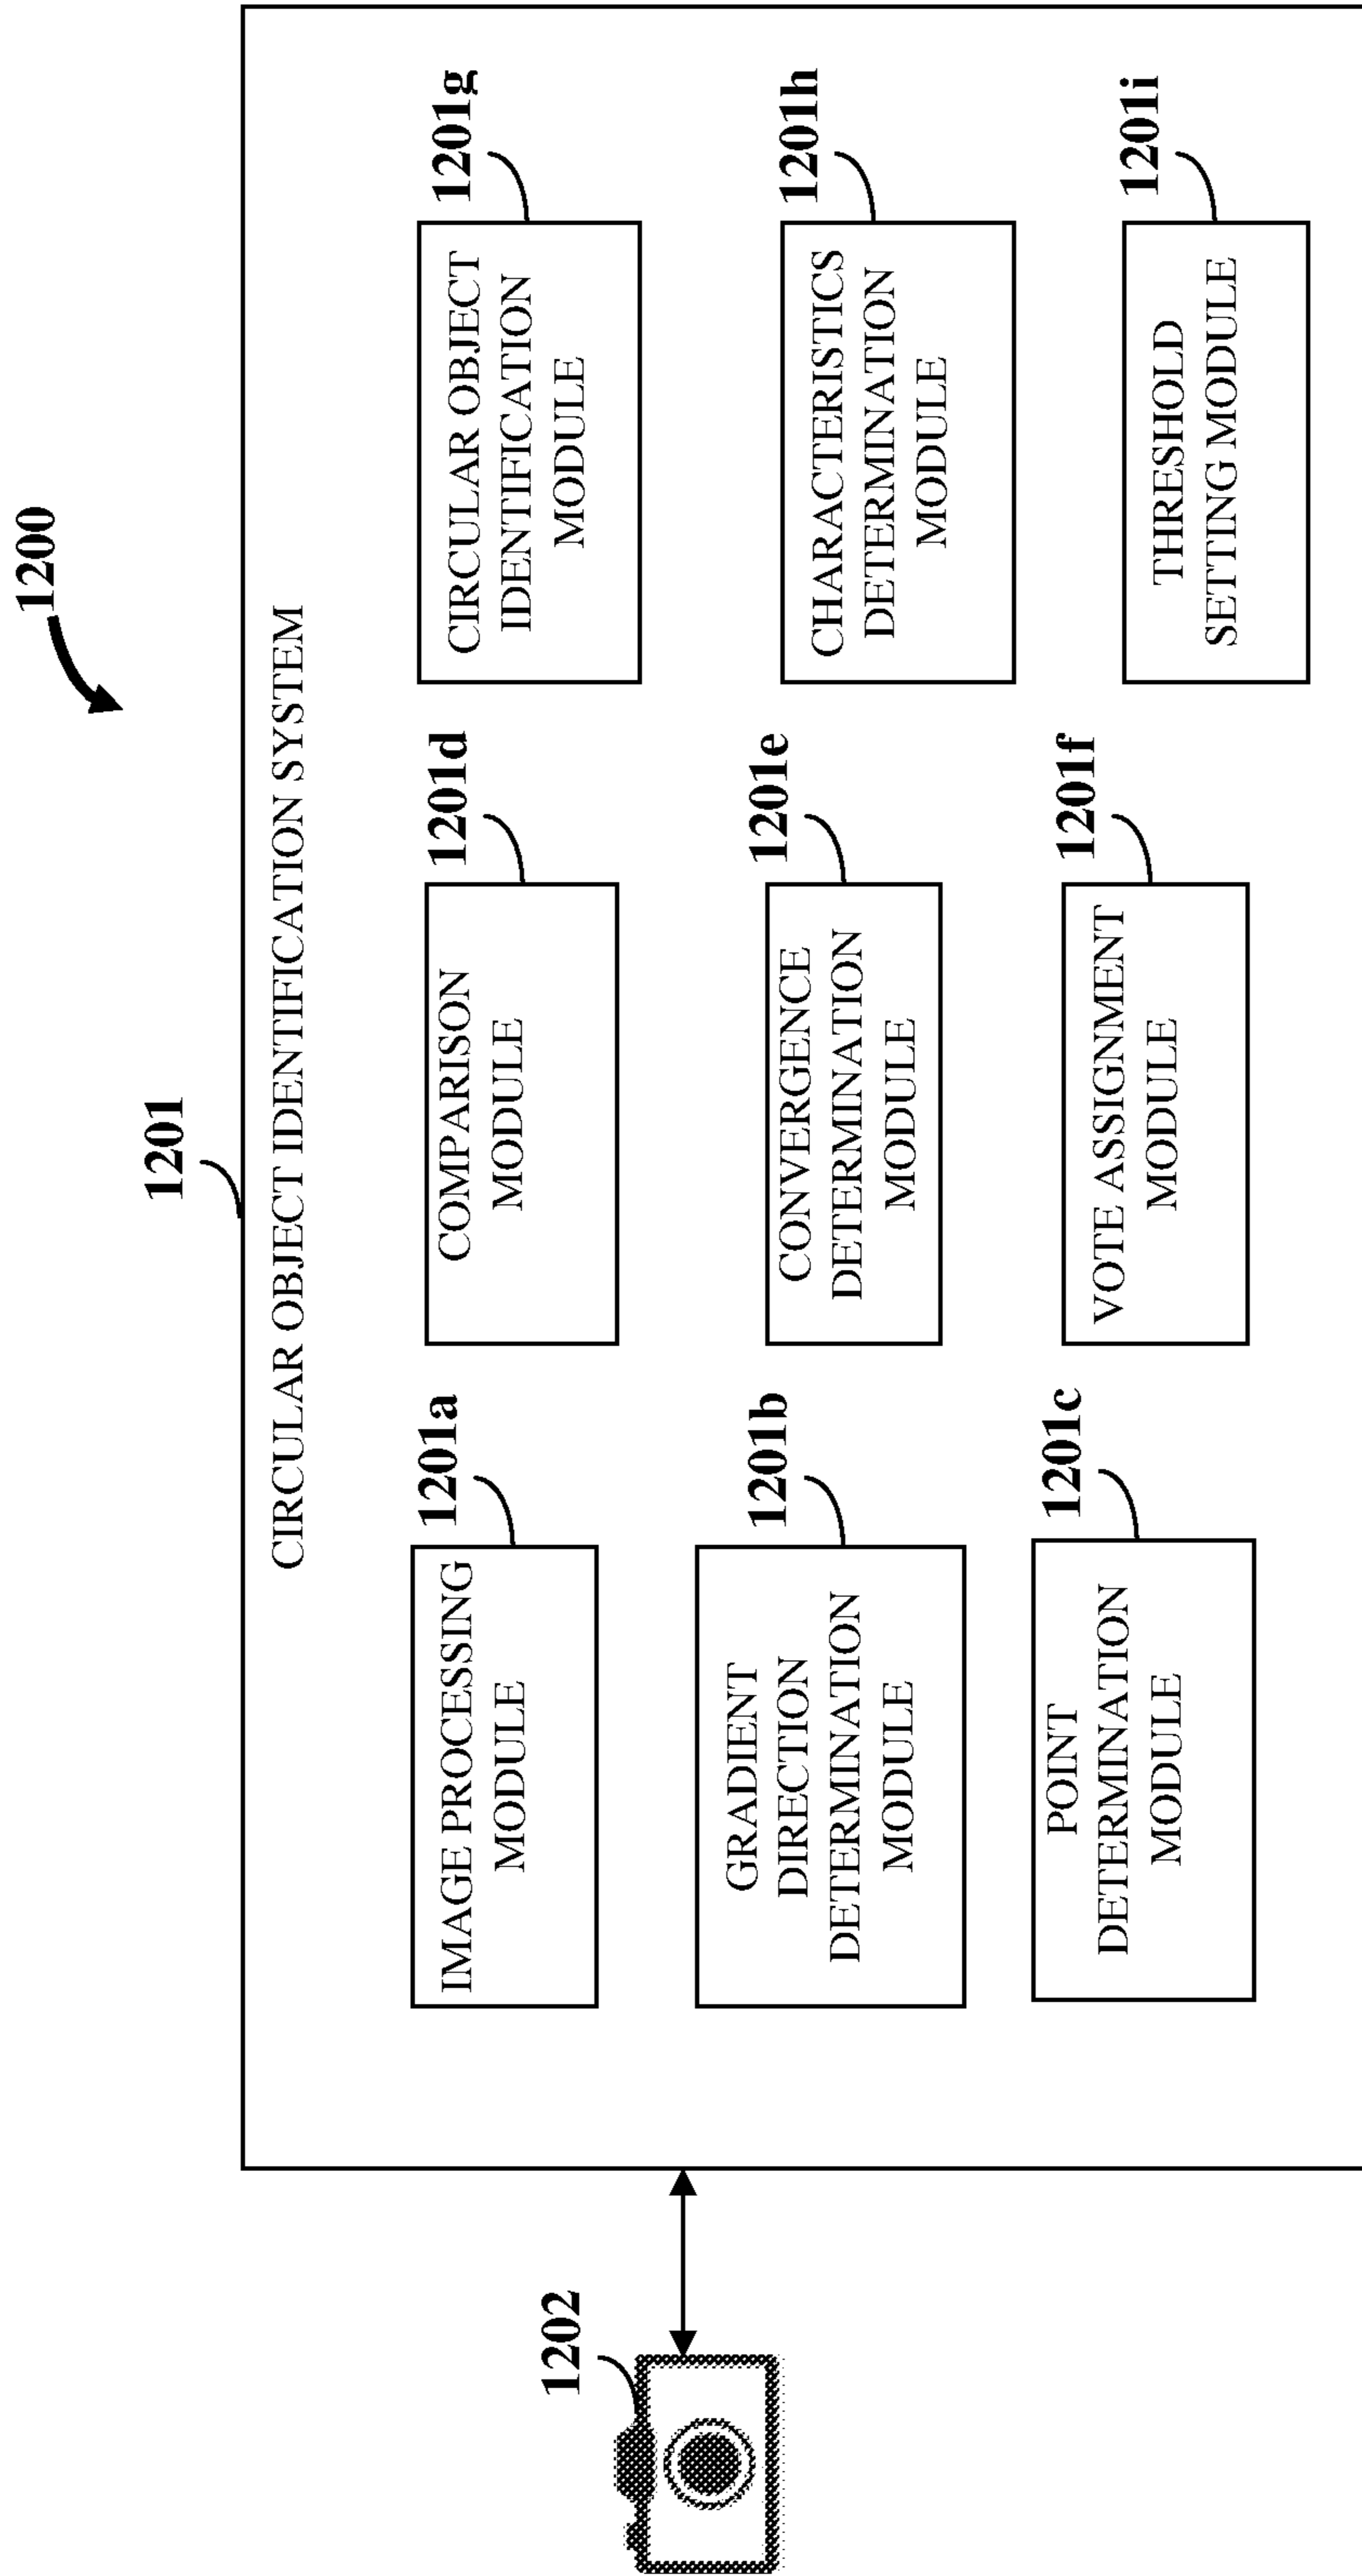 1200
1201
CIRCULAR OBJECT IDENTIFICATION SYSTEM
1202
1201a
IMAGE PROCESSING
MODULE
1201b
GRADIENT
DIRECTION
DETERMINATION
MODULE
1201c
POINT
DETERMINATION
MODULE
1201d
COMPARISON
MODULE
1201e
CONVERGENCE
DETERMINATION
MODULE
1201f
VOTE ASSIGNMENT
MODULE
1201g
CIRCULAR OBJECT
IDENTIFICATION
MODULE
1201h
CHARACTERISTICS
DETERMINATION
MODULE
1201i
THRESHOLD
SETTING MODULE